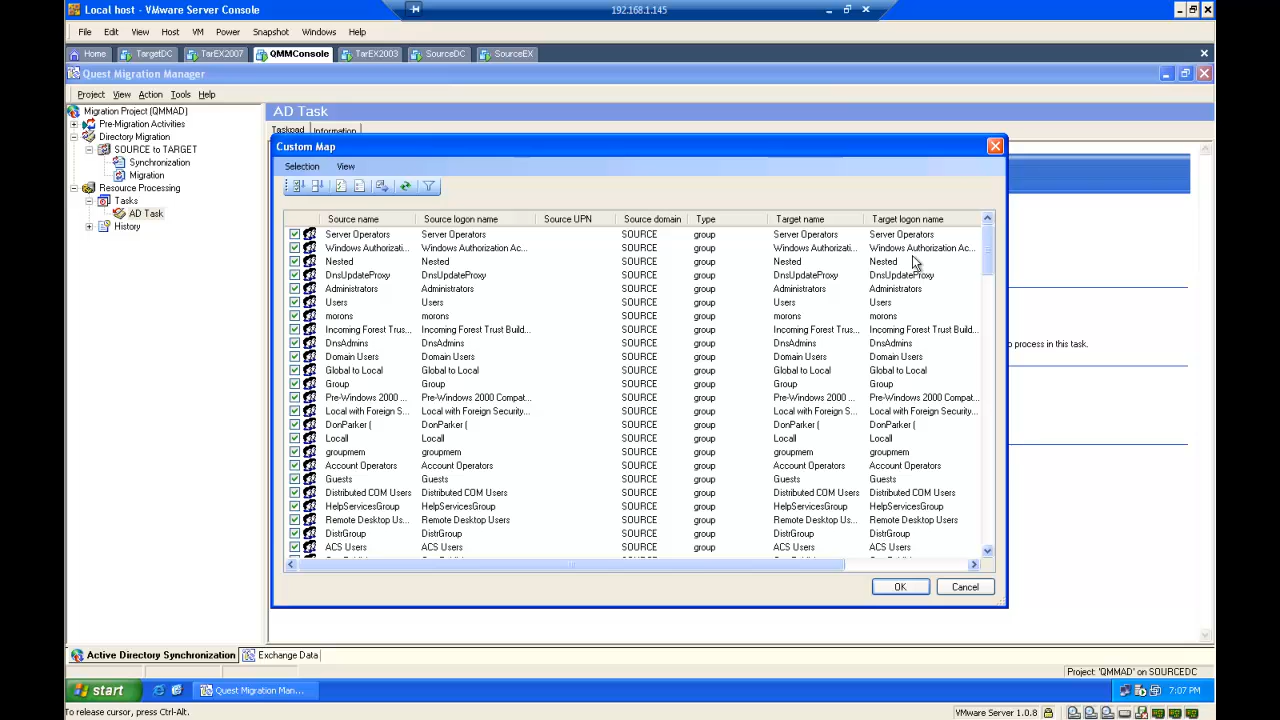 Local host - VMware Server Console
192.168.1.145
File Edit View Host VM Power Snapshot Windows Help
Home TargetDC TarEX2007 QMMConsole TarEX2003 SourceDC SourceEX
Quest Migration Manager
Project View Action Tools Help
Migration Project (QMMAD)
Pre-Migration Activities
Directory Migration
SOURCE to TARGET
Synchronization
Migration
Resource Processing
Tasks
AD Task
History
AD Task
Taskpad Information
Custom Map
Selection View
Source name Source logon name Source UPN Source domain Type Target name Target logon name
Server Operators Server Operators SOURCE group Server Operators Server Operators
Windows Authorizati... Windows Authorization Ac... SOURCE group Windows Authorizati... Windows Authorization Ac...
Nested Nested SOURCE group Nested Nested
DnsUpdateProxy DnsUpdateProxy SOURCE group DnsUpdateProxy DnsUpdateProxy
Administrators Administrators SOURCE group Administrators Administrators
Users Users SOURCE group Users Users
morons morons SOURCE group morons morons
Incoming Forest Trus... Incoming Forest Trust Build... SOURCE group Incoming Forest Trus... Incoming Forest Trust Build...
DnsAdmins DnsAdmins SOURCE group DnsAdmins DnsAdmins
Domain Users Domain Users SOURCE group Domain Users Domain Users
Global to Local Global to Local SOURCE group Global to Local Global to Local
Group Group SOURCE group Group Group
Pre-Windows 2000 ... Pre-Windows 2000 Compat... SOURCE group Pre-Windows 2000 ... Pre-Windows 2000 Compat...
Local with Foreign S... Local with Foreign Security... SOURCE group Local with Foreign S... Local with Foreign Security...
DonParker ( DonParker ( SOURCE group DonParker ( DonParker (
Locall Locall SOURCE group Locall Locall
groupmem groupmem SOURCE group groupmem groupmem
Account Operators Account Operators SOURCE group Account Operators Account Operators
Guests Guests SOURCE group Guests Guests
Distributed COM Users Distributed COM Users SOURCE group Distributed COM Users Distributed COM Users
HelpServicesGroup HelpServicesGroup SOURCE group HelpServicesGroup HelpServicesGroup
Remote Desktop Us... Remote Desktop Users SOURCE group Remote Desktop Us... Remote Desktop Users
DistrGroup DistrGroup SOURCE group DistrGroup DistrGroup
ACS Users ACS Users SOURCE group ACS Users ACS Users
o process in this task.
OK Cancel
Active Directory Synchronization Exchange Data
Project: 'QMMAD' on SOURCEDC
start Quest Migration Man... 7:07 PM
To release cursor, press Ctrl-Alt. VMware Server 1.0.8